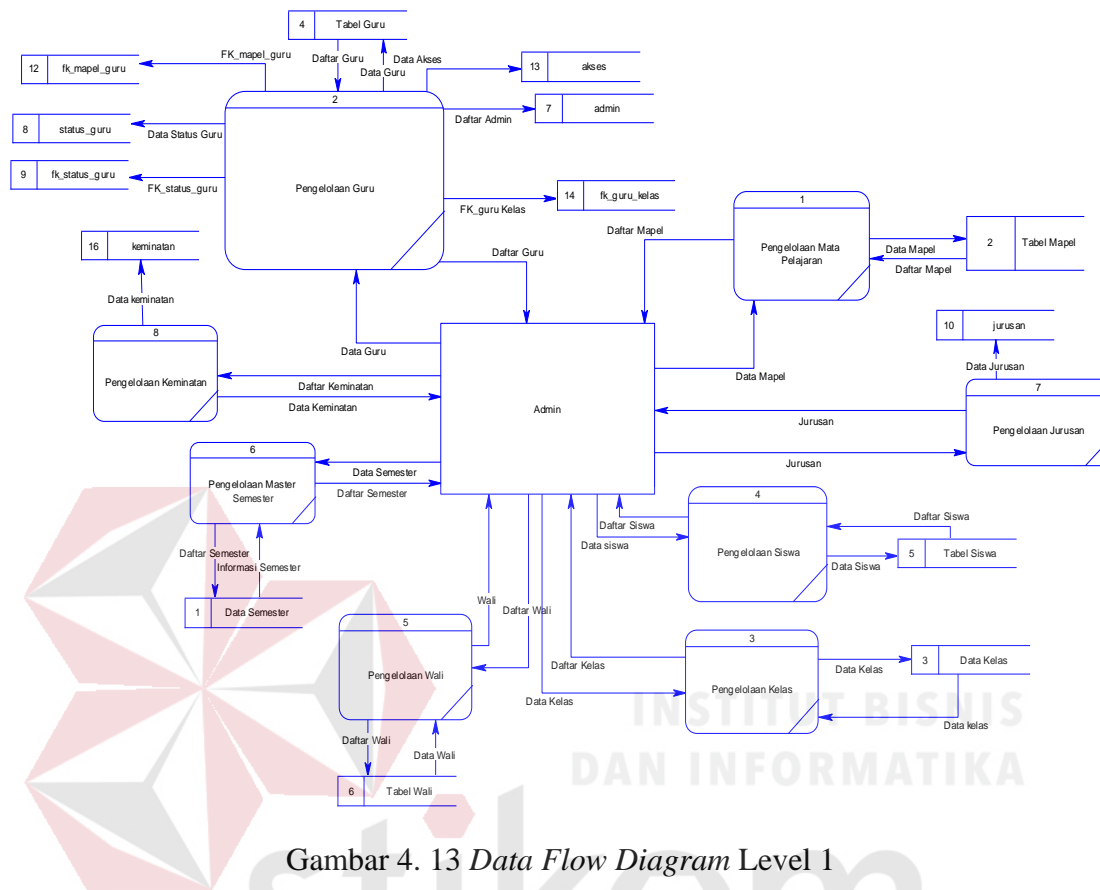 4 Tabel Guru
FK_mapel_guru
Daftar Guru
Data Akses
Data Guru
12 fk_mapel_guru
13 akses
7 admin
Daftar Admin
8 status_guru
Data Status Guru
9 fk_status_guru
FK_status_guru
2
Pengelolaan Guru
14 fk_guru_kelas
FK_guru Kelas
1
Pengelolaan Mata
Pelajaran
Daftar Mapel
Data Mapel
Daftar Mapel
2 Tabel Mapel
16 keminatan
Data keminatan
Daftar Guru
Data Guru
8
Pengelolaan Keminatan
Daftar Keminatan
Data Keminatan
Admin
Data Mapel
10 jurusan
Data Jurusan
7
Pengelolaan Jurusan
Jurusan
Jurusan
6
Pengelolaan Master
Semester
Data Semester
Daftar Semester
Daftar Semester
Informasi Semester
1 Data Semester
4
Pengelolaan Siswa
Daftar Siswa
Data siswa
Daftar Siswa
5 Tabel Siswa
Data Siswa
Wali
Daftar Wali
5
Pengelolaan Wali
Daftar Wali
Data Wali
6 Tabel Wali
3
Pengelolaan Kelas
Daftar Kelas
Data Kelas
Data Kelas
3 Data Kelas
Data kelas
INSTITUT BISNIS
DAN INFORMATIKA
stikom
Gambar 4. 13 Data Flow Diagram Level 1